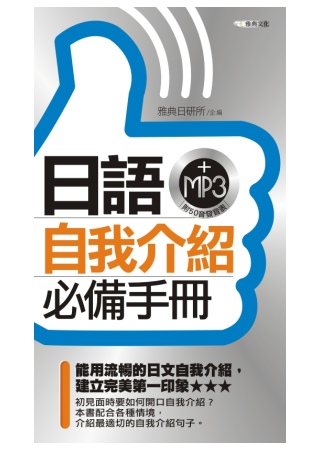 雅典文化
雅典日研所/主編
日語
+
MP3
附50音發音表
自我介紹
必備手冊
能用流暢的日文自我介紹,
建立完美第一印象★★★
初見面時要如何開口自我介紹?
本書配合各種情境,
介紹最適切的自我介紹句子。